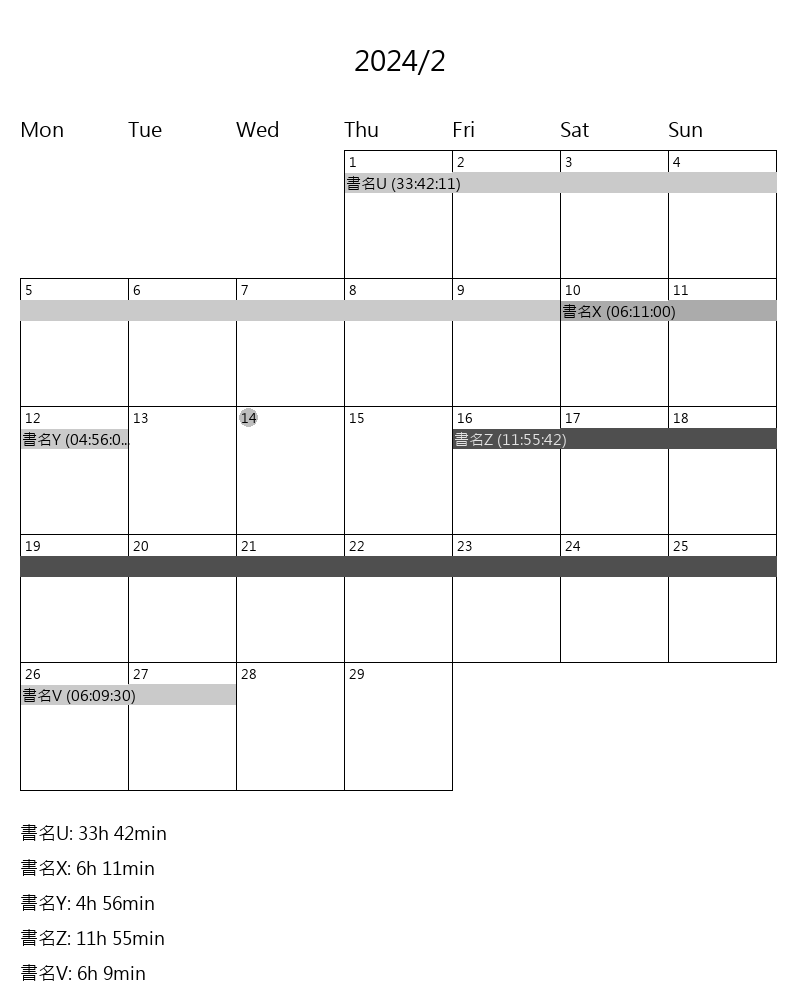 2024/2
Mon Tue Wed Thu Fri Sat Sun
1 2 3 4
書名U (33:42:11)
5 6 7 8 9 10 11
書名X (06:11:00)
12 13 14 15 16 17 18
書名Y (04:56:0... 書名Z (11:55:42)
19 20 21 22 23 24 25
26 27 28 29
書名V (06:09:30)
書名U: 33h 42min
書名X: 6h 11min
書名Y: 4h 56min
書名Z: 11h 55min
書名V: 6h 9min